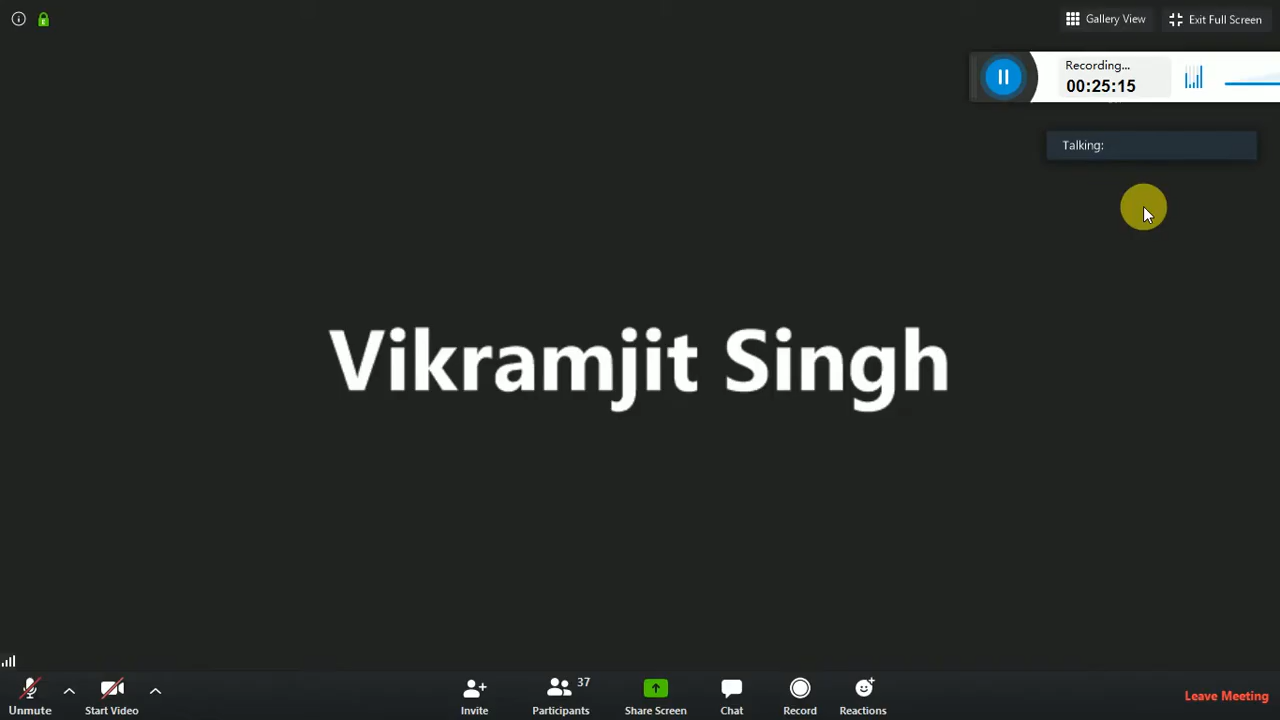 Gallery View
Exit Full Screen
Recording...
00:25:15
Talking:
Vikramjit Singh
Unmute
Start Video
Invite
Participants
37
Share Screen
Chat
Record
Reactions
Leave Meeting